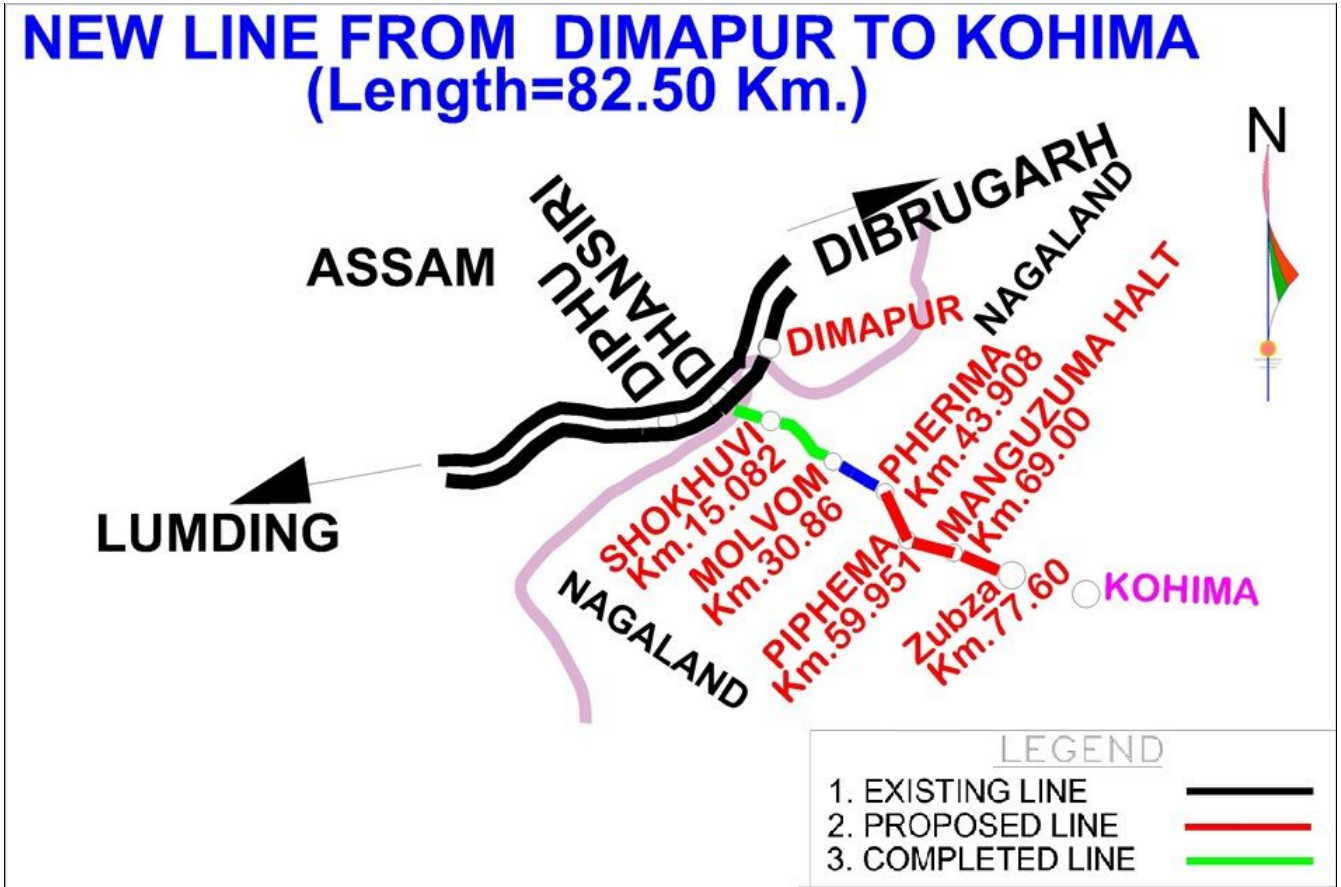 NEW LINE FROM DIMAPUR TO KOHIMA
(Length=82.50 Km.)
N
ASSAM
DIPHU
DHANSIRI
DIBRUGARH
NAGALAND
DIMAPUR
LUMDING
SHOKHUVI
Km.15.082
MOLVOM
Km.30.86
PHERIMA
Km.43.908
PIPHEMA
Km.59.951
MANGUZUMA HALT
Km.69.00
Zubza
Km.77.60
KOHIMA
NAGALAND
LEGEND
1. EXISTING LINE
2. PROPOSED LINE
3. COMPLETED LINE